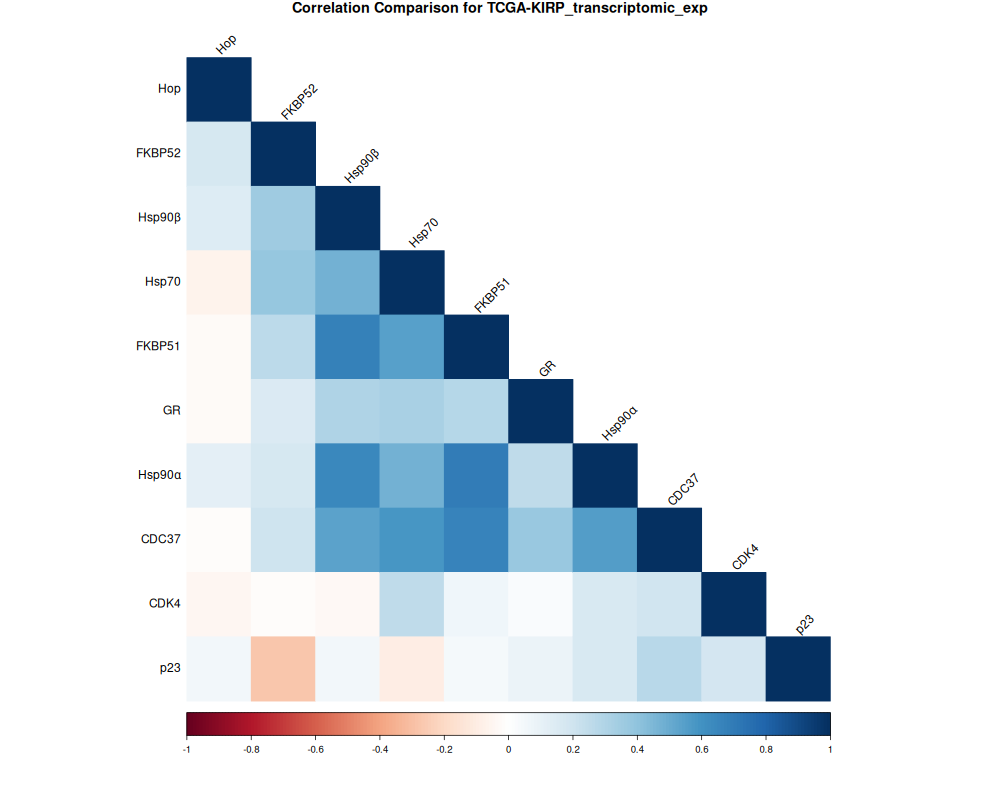 Correlation Comparison for TCGA-KIRP_transcriptomic_exp
Hop
FKBP52
Hsp90β
Hsp70
FKBP51
GR
Hsp90α
CDC37
CDK4
p23
Hop
FKBP52
Hsp90β
Hsp70
FKBP51
GR
Hsp90α
CDC37
CDK4
p23
-1 -0.8 -0.6 -0.4 -0.2 0 0.2 0.4 0.6 0.8 1